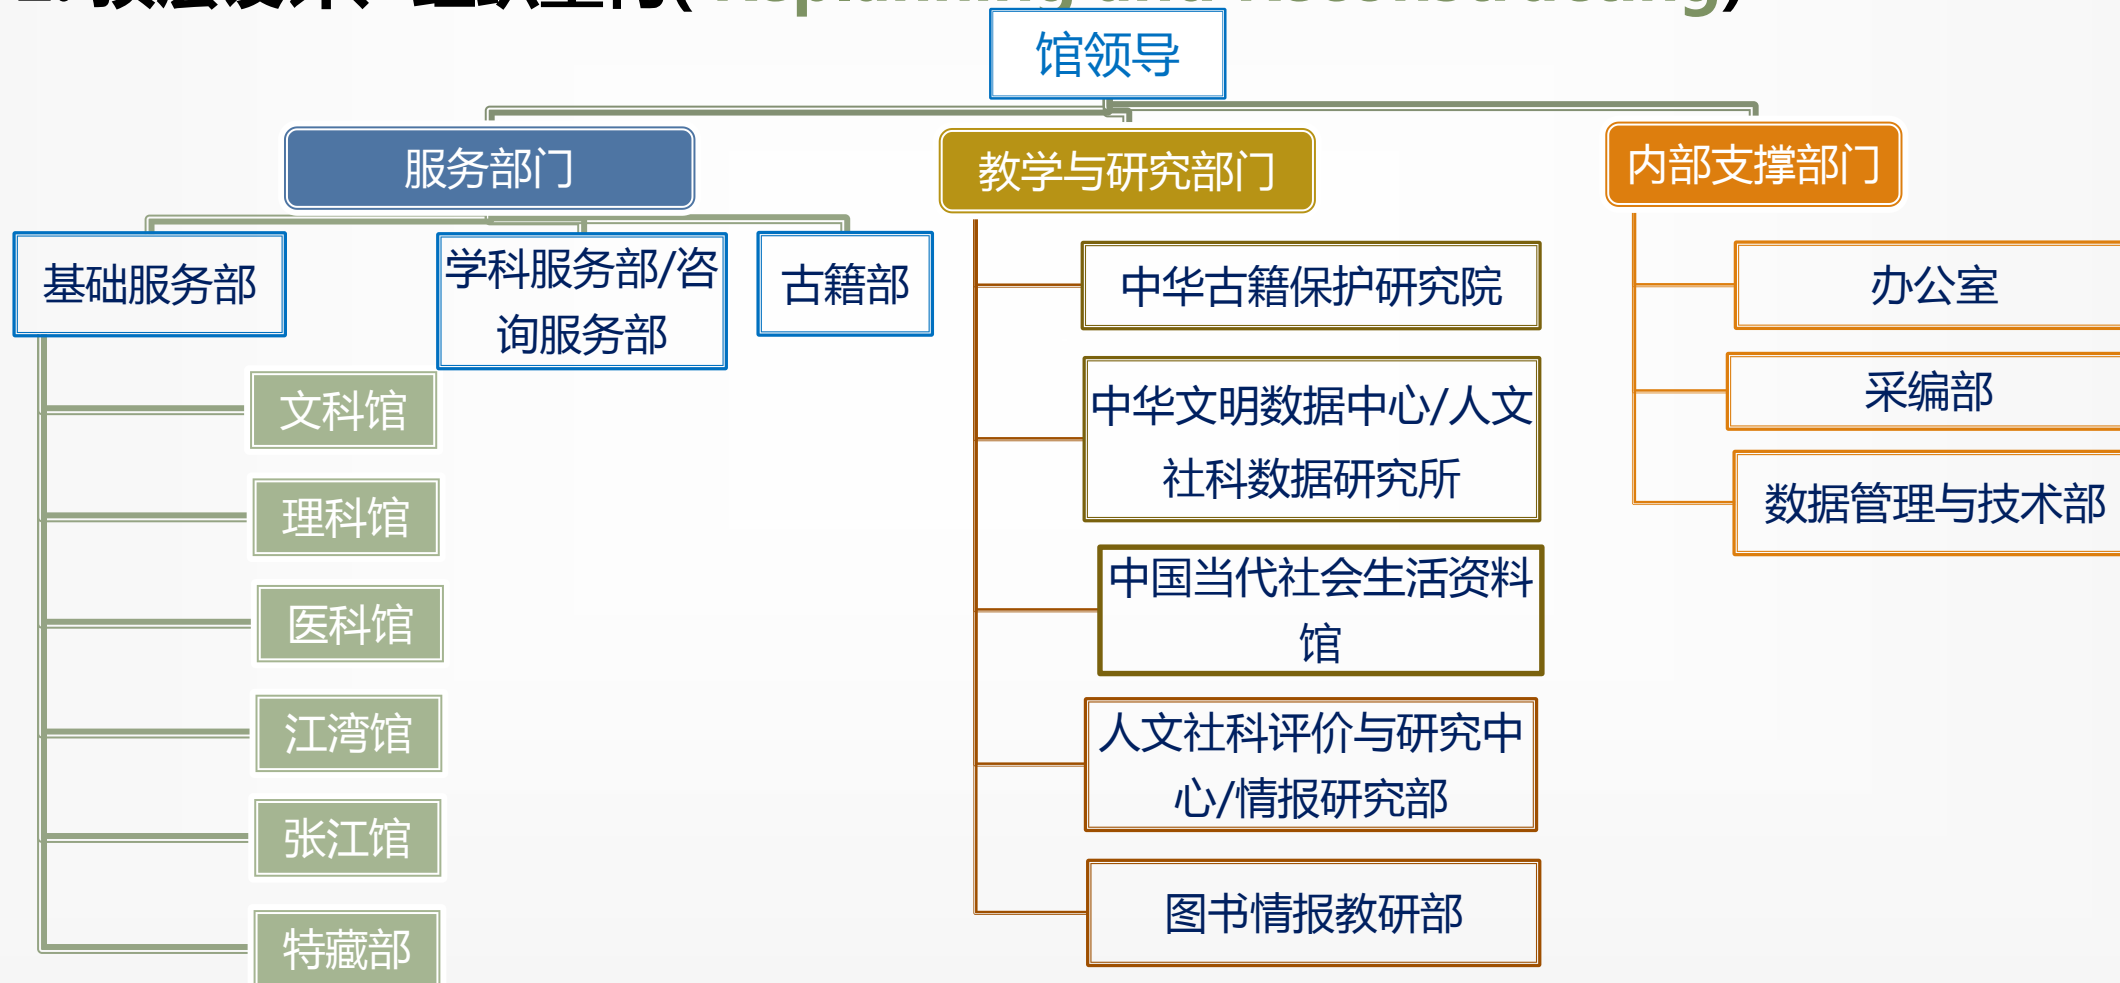 馆领导
服务部门
教学与研究部门
内部支撑部门
基础服务部
学科服务部/咨
询服务部
古籍部
文科馆
理科馆
医科馆
江湾馆
张江馆
特藏部
中华古籍保护研究院
中华文明数据中心/人文
社科数据研究所
中国当代社会生活资料
馆
人文社科评价与研究中
心/情报研究部
图书情报教研部
办公室
采编部
数据管理与技术部